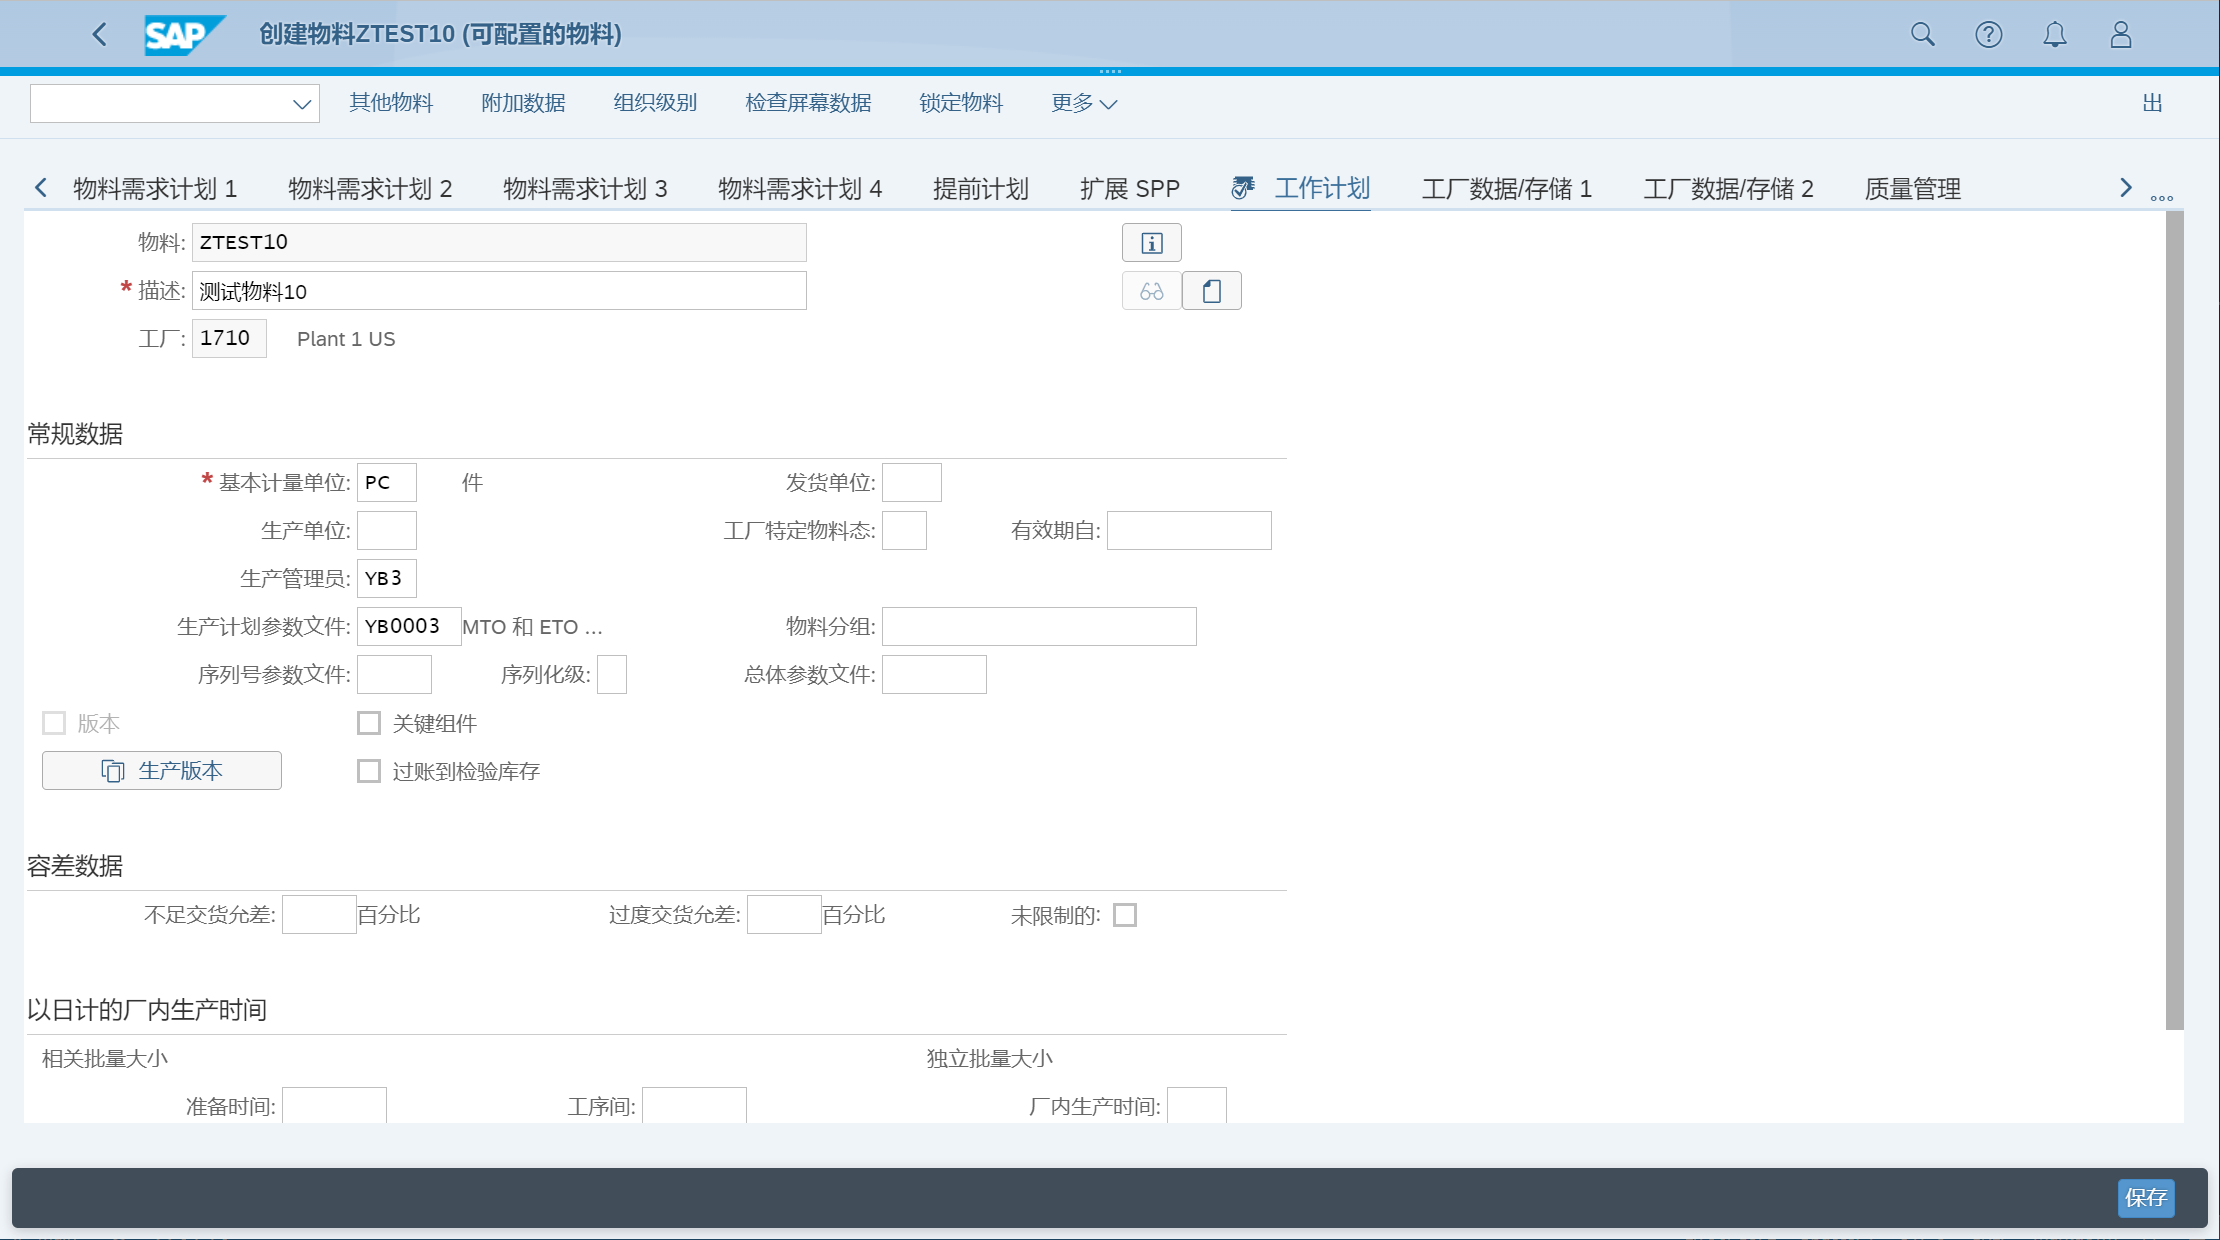 SAP 创建物料ZTEST10 (可配置的物料)
其他物料 附加数据 组织级别 检查屏幕数据 锁定物料 更多 出
物料需求计划 1 物料需求计划 2 物料需求计划 3 物料需求计划 4 提前计划 扩展 SPP 工作计划 工厂数据/存储 1 工厂数据/存储 2 质量管理
物料: ZTEST10
* 描述: 测试物料10
工厂: 1710 Plant 1 US
常规数据
* 基本计量单位: PC 件 发货单位:
生产单位: 工厂特定物料态: 有效期自:
生产管理员: YB3
生产计划参数文件: YB0003 MTO 和 ETO ... 物料分组:
序列号参数文件: 序列化级: 总体参数文件:
版本 关键组件
生产版本 过账到检验库存
容差数据
不足交货允差: 百分比 过度交货允差: 百分比 未限制的:
以日计的厂内生产时间
相关批量大小 独立批量大小
准备时间: 工序间: 厂内生产时间:
保存